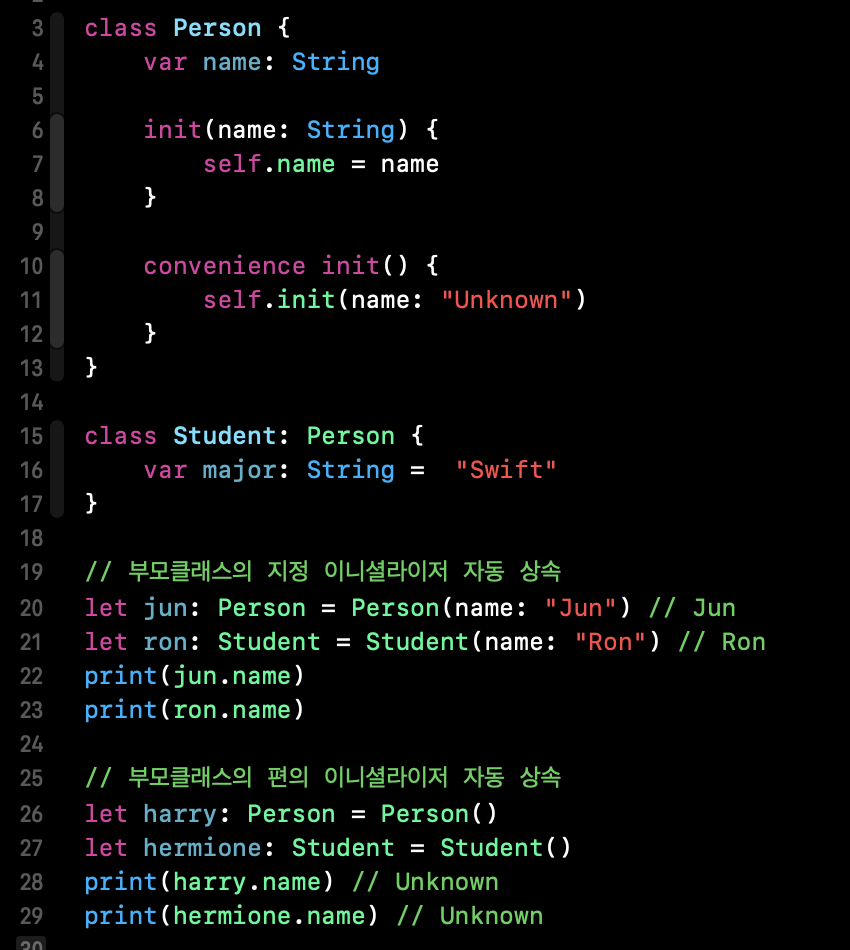 3 class Person {
4     var name: String
5
6     init(name: String) {
7         self.name = name
8     }
9
10     convenience init() {
11         self.init(name: "Unknown")
12     }
13 }
14
15 class Student: Person {
16     var major: String =  "Swift"
17 }
18
19 // 부모클래스의 지정 이니셜라이저 자동 상속
20 let jun: Person = Person(name: "Jun") // Jun
21 let ron: Student = Student(name: "Ron") // Ron
22 print(jun.name)
23 print(ron.name)
24
25 // 부모클래스의 편의 이니셜라이저 자동 상속
26 let harry: Person = Person()
27 let hermione: Student = Student()
28 print(harry.name) // Unknown
29 print(hermione.name) // Unknown
30